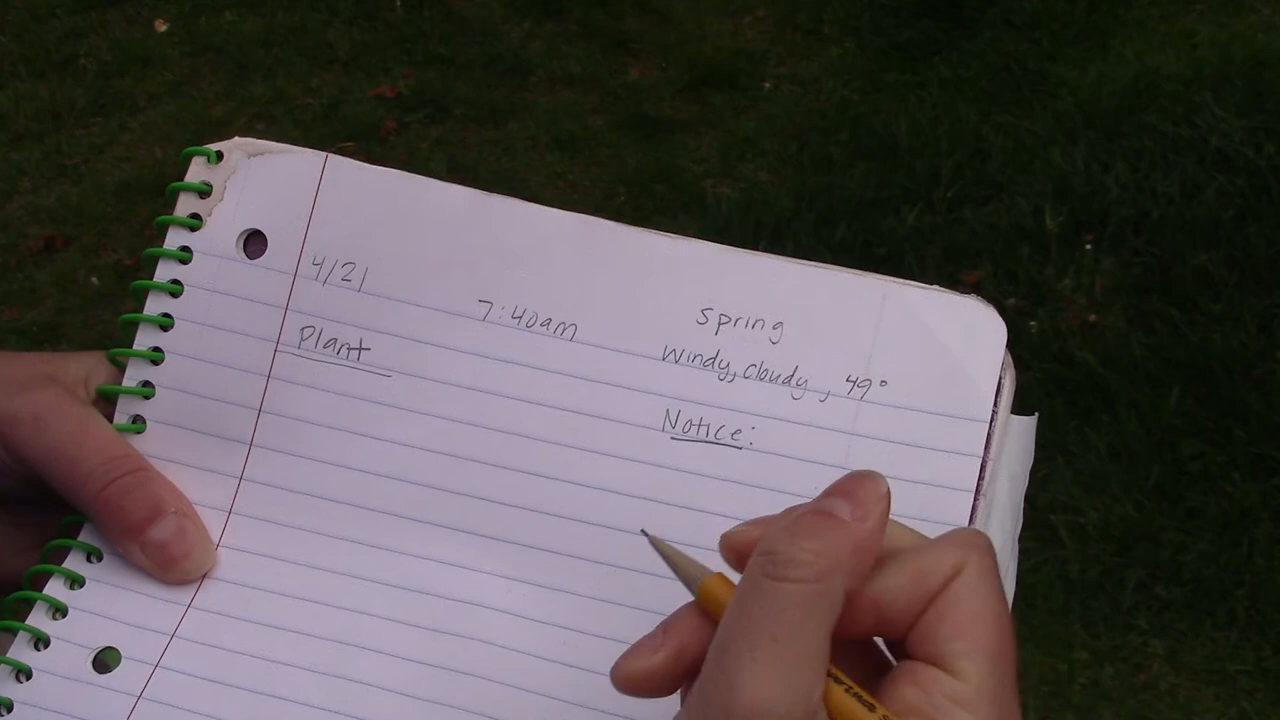 4/21
7:40am
Spring
Windy, cloudy, 49°
Plant
Notice: